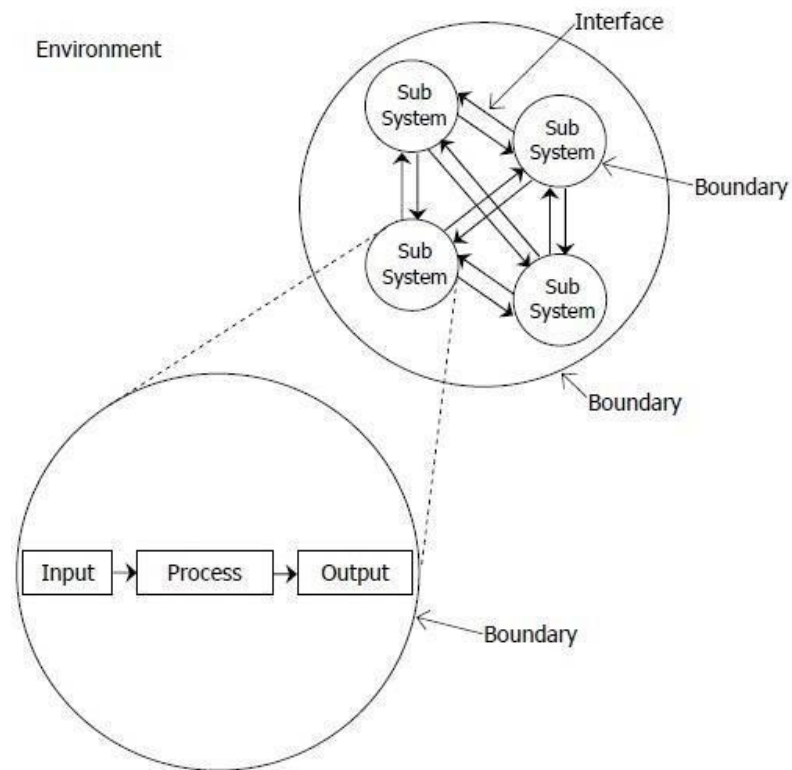 Interface
Environment
Sub
System
Sub
System
Boundary
Sub
System
Sub
System
Boundary
Input
Process
Output
Boundary